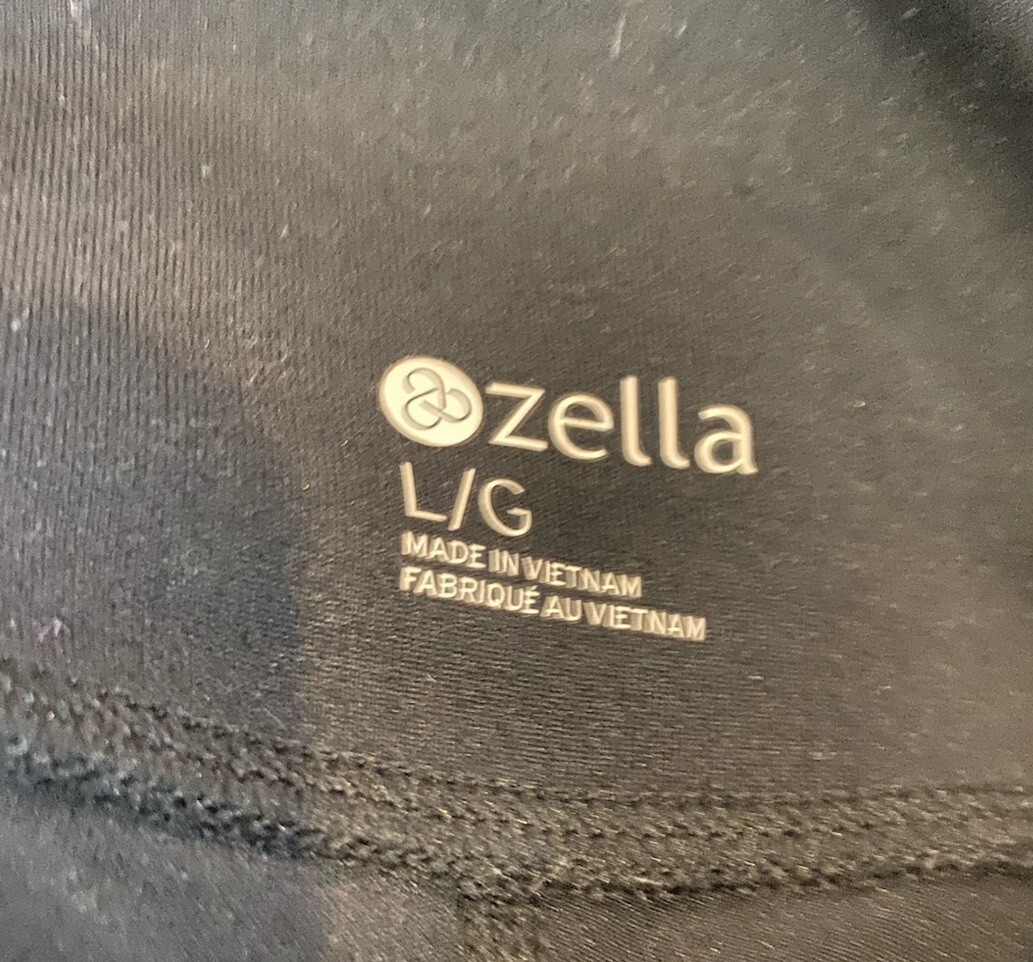 zella
L/G
MADE IN VIETNAM
FABRIQUÉ AU VIETNAM